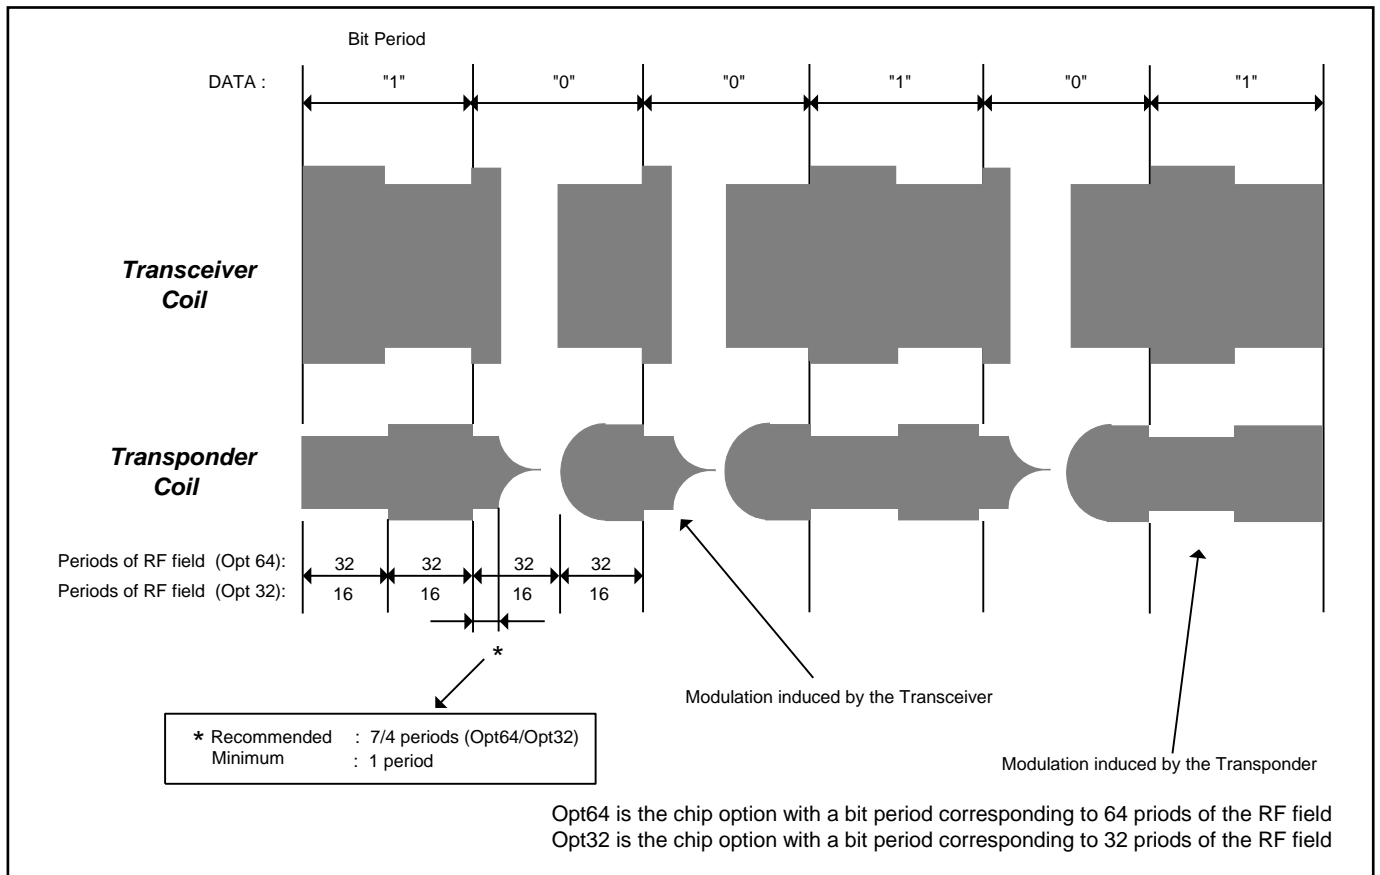 Bit Period
DATA : "1" "0" "0" "1" "0" "1"
Transceiver
Coil
Transponder
Coil
Periods of RF field (Opt 64): 32 32 32 32
Periods of RF field (Opt 32): 16 16 16 16
*
Modulation induced by the Transceiver
* Recommended : 7/4 periods (Opt64/Opt32)
Minimum : 1 period
Modulation induced by the Transponder
Opt64 is the chip option with a bit period corresponding to 64 priods of the RF field
Opt32 is the chip option with a bit period corresponding to 32 priods of the RF field